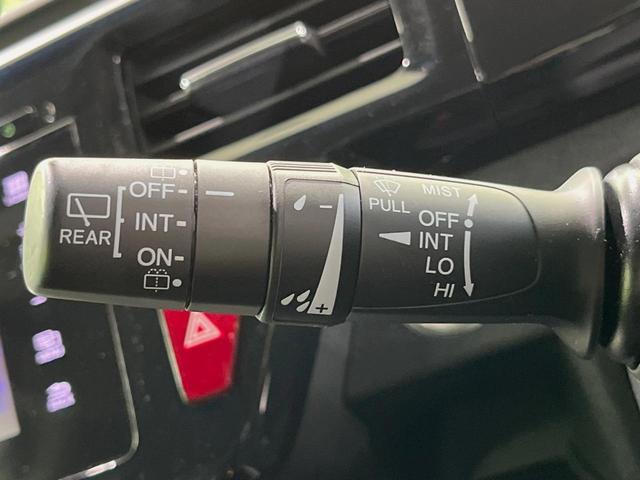 REAR
OFF
INT
ON
−
+
PULL
MIST
OFF
INT
LO
HI